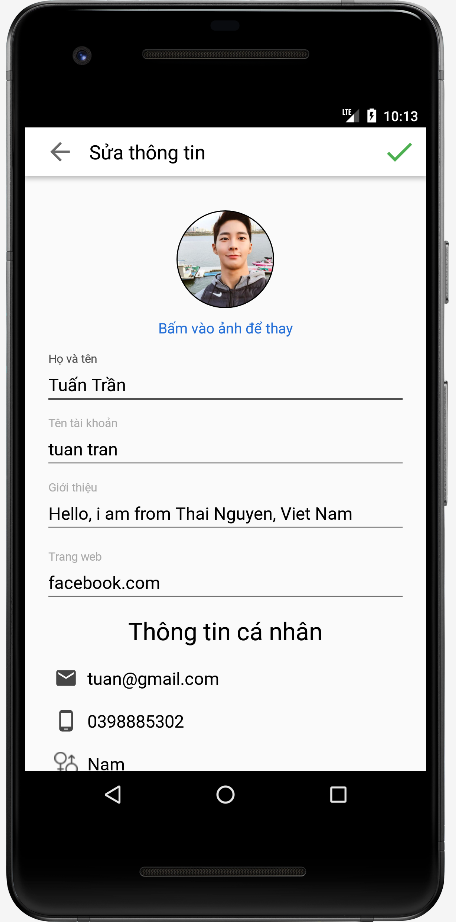 LTE 10:13
Sửa thông tin
Bấm vào ảnh để thay
Họ và tên
Tuấn Trần
Tên tài khoản
tuan tran
Giới thiệu
Hello, i am from Thai Nguyen, Viet Nam
Trang web
facebook.com
Thông tin cá nhân
tuan@gmail.com
0398885302
Nam